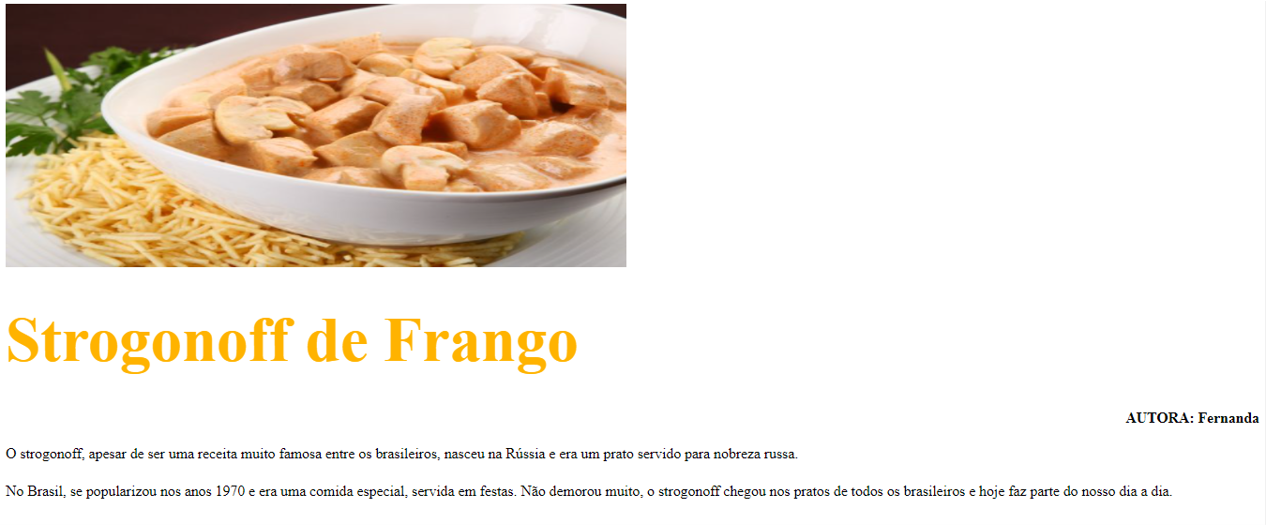 Strogonoff de Frango
AUTORA: Fernanda
O strogonoff, apesar de ser uma receita muito famosa entre os brasileiros, nasceu na Rússia e era um prato servido para nobreza russa.
No Brasil, se popularizou nos anos 1970 e era uma comida especial, servida em festas. Não demorou muito, o strogonoff chegou nos pratos de todos os brasileiros e hoje faz parte do nosso dia a dia.